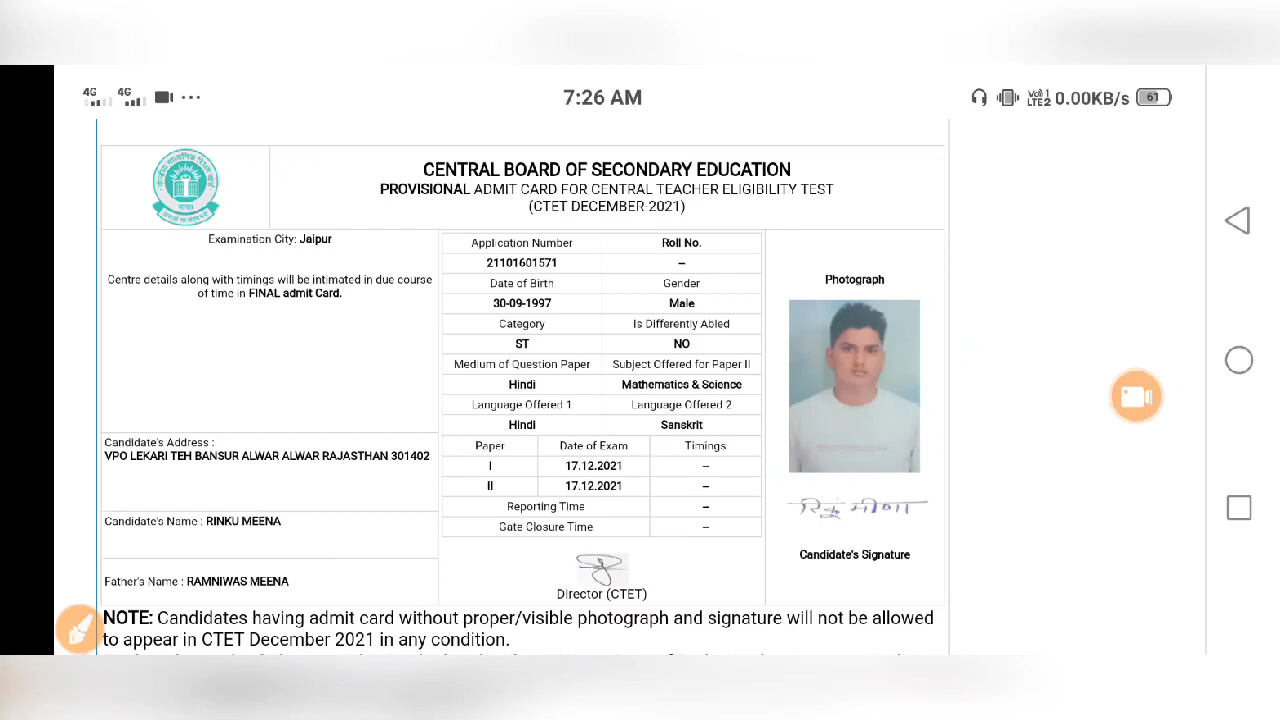 4G 4G ...
7:26 AM
Vo) 1 LTE2 0.00KB/s 61
CENTRAL BOARD OF SECONDARY EDUCATION
PROVISIONAL ADMIT CARD FOR CENTRAL TEACHER ELIGIBILITY TEST
(CTET DECEMBER-2021)
Examination City: Jaipur
Centre details along with timings will be intimated in due course
of time in FINAL admit Card.
Candidate's Address :
VPO LEKARI TEH BANSUR ALWAR ALWAR RAJASTHAN 301402
Candidate's Name : RINKU MEENA
Father's Name : RAMNIWAS MEENA
Application Number Roll No.
21101601571 --
Date of Birth Gender
30-09-1997 Male
Category Is Differently Abled
ST NO
Medium of Question Paper Subject Offered for Paper II
Hindi Mathematics & Science
Language Offered 1 Language Offered 2
Hindi Sanskrit
Paper Date of Exam Timings
I 17.12.2021 --
II 17.12.2021 --
Reporting Time --
Gate Closure Time --
Director (CTET)
Photograph
रिंकू मीणा
Candidate's Signature
NOTE: Candidates having admit card without proper/visible photograph and signature will not be allowed
to appear in CTET December 2021 in any condition.